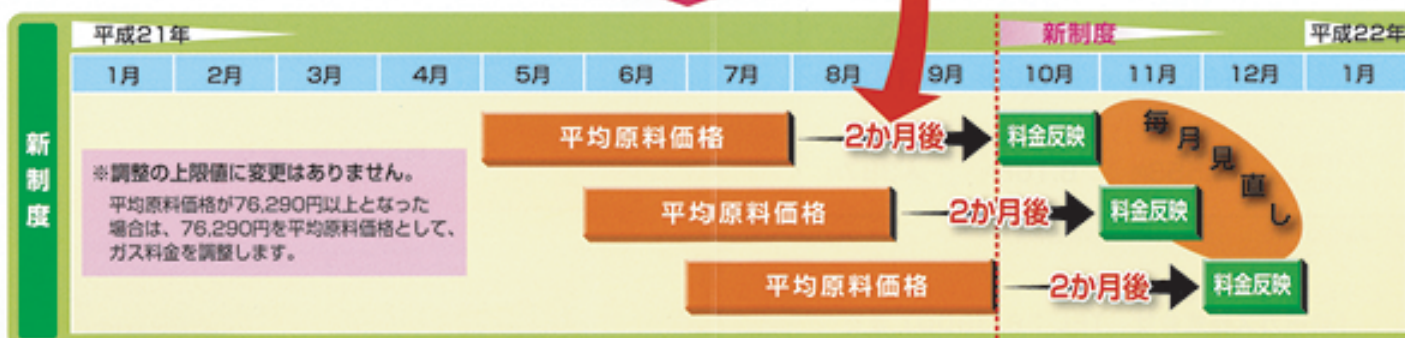 平成21年
新制度
平成22年
1月 2月 3月 4月 5月 6月 7月 8月 9月 10月 11月 12月 1月
新制度
平均原料価格 2か月後 料金反映
平均原料価格 2か月後 料金反映
平均原料価格 2か月後 料金反映
毎月見直し
※調整の上限値に変更はありません。
平均原料価格が76,290円以上となった
場合は、76,290円を平均原料価格として、
ガス料金を調整します。